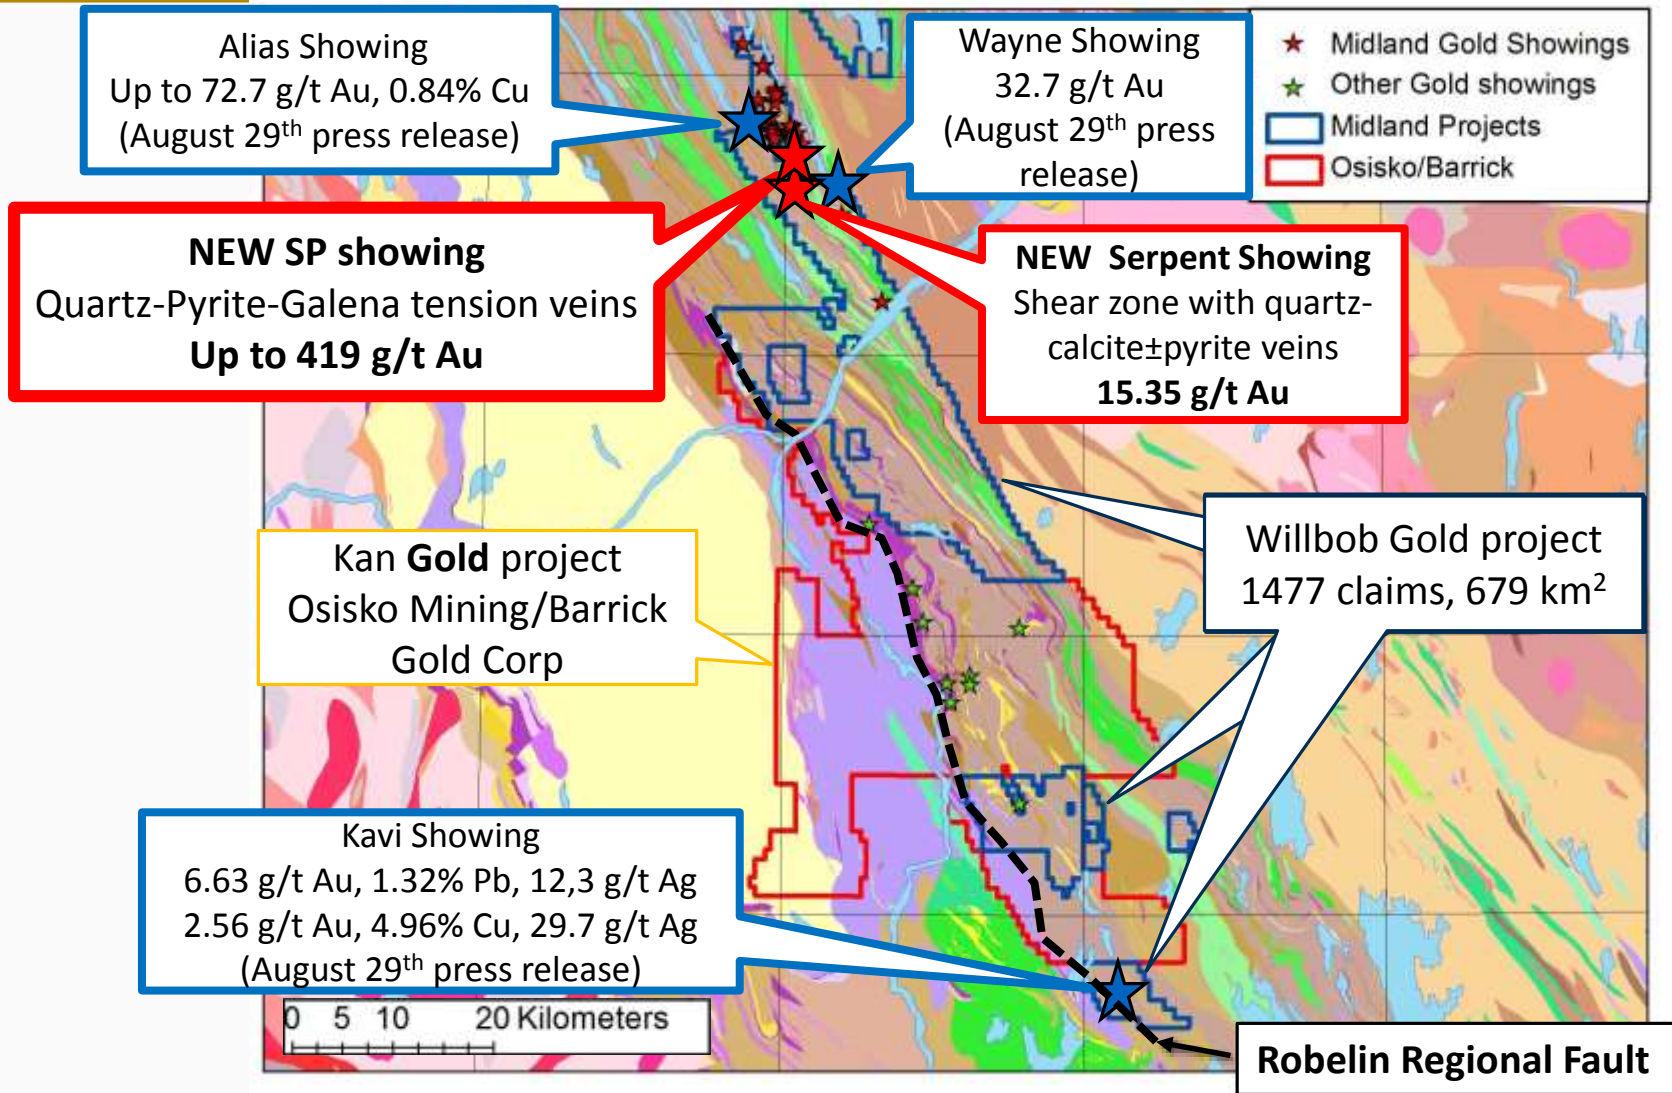 Alias Showing
Up to 72.7 g/t Au, 0.84% Cu
(August 29th press release)
Wayne Showing
32.7 g/t Au
(August 29th press
release)
Midland Gold Showings
Other Gold showings
Midland Projects
Osisko/Barrick
NEW SP showing
Quartz-Pyrite-Galena tension veins
Up to 419 g/t Au
NEW Serpent Showing
Shear zone with quartz-
calcite±pyrite veins
15.35 g/t Au
Kan Gold project
Osisko Mining/Barrick
Gold Corp
Willbob Gold project
1477 claims, 679 km²
Kavi Showing
6.63 g/t Au, 1.32% Pb, 12,3 g/t Ag
2.56 g/t Au, 4.96% Cu, 29.7 g/t Ag
(August 29th press release)
0 5 10 20 Kilometers
Robelin Regional Fault